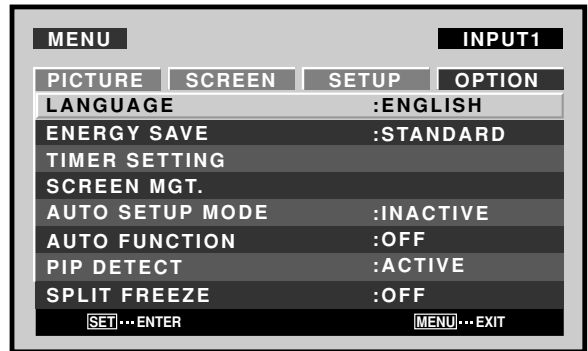 MENU INPUT1
PICTURE SCREEN SETUP OPTION
LANGUAGE :ENGLISH
ENERGY SAVE :STANDARD
TIMER SETTING
SCREEN MGT.
AUTO SETUP MODE :INACTIVE
AUTO FUNCTION :OFF
PIP DETECT :ACTIVE
SPLIT FREEZE :OFF
SET···ENTER MENU···EXIT